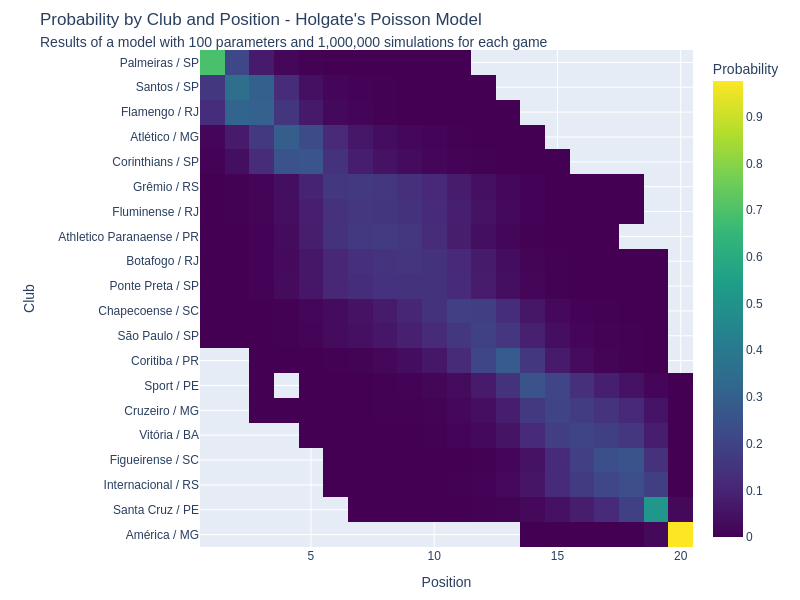 Probability by Club and Position - Holgate's Poisson Model
Results of a model with 100 parameters and 1,000,000 simulations for each game
Probability
Palmeiras / SP
Santos / SP
Flamengo / RJ
Atlético / MG
Corinthians / SP
Grêmio / RS
Fluminense / RJ
Athletico Paranaense / PR
Botafogo / RJ
Ponte Preta / SP
Chapecoense / SC
São Paulo / SP
Coritiba / PR
Sport / PE
Cruzeiro / MG
Vitória / BA
Figueirense / SC
Internacional / RS
Santa Cruz / PE
América / MG
Club
5 10 15 20
Position
0.9
0.8
0.7
0.6
0.5
0.4
0.3
0.2
0.1
0